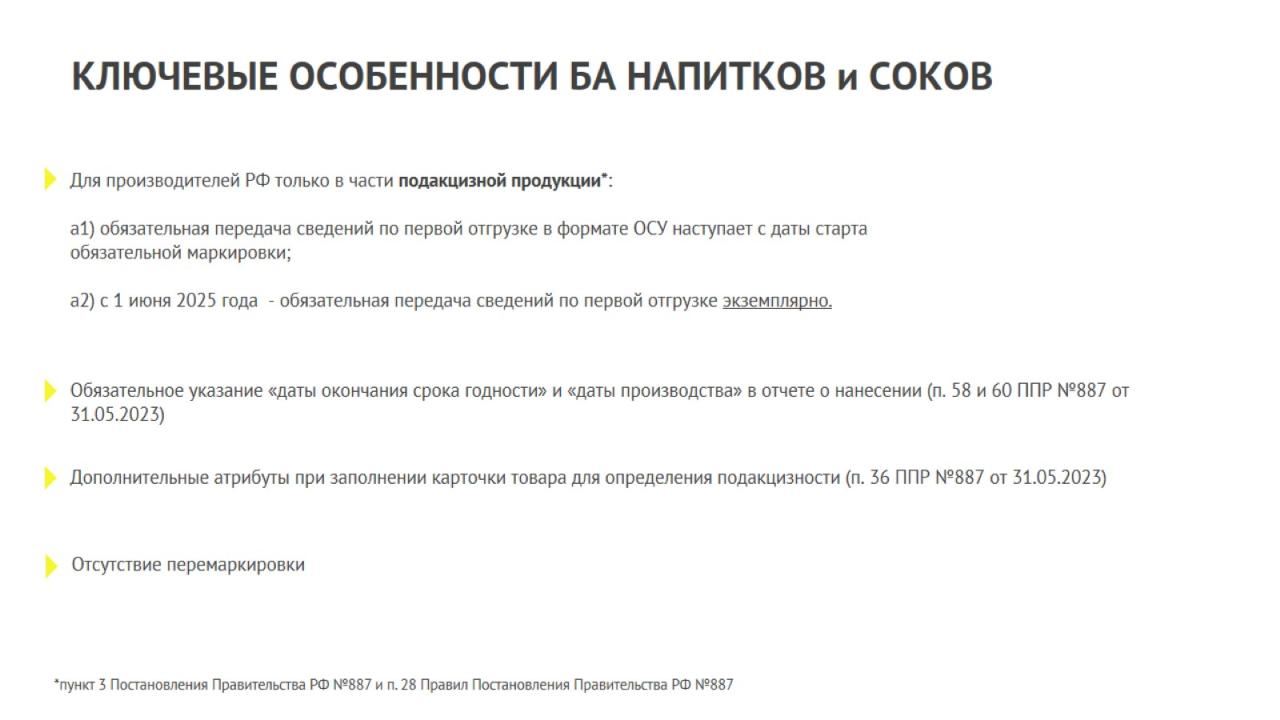 КЛЮЧЕВЫЕ ОСОБЕННОСТИ БА НАПИТКОВ и СОКОВ
Для производителей РФ только в части подакцизной продукции*:
а1) обязательная передача сведений по первой отгрузке в формате ОСУ наступает с даты старта
обязательной маркировки;
а2) с 1 июня 2025 года - обязательная передача сведений по первой отгрузке экземплярно.
Обязательное указание «даты окончания срока годности» и «даты производства» в отчете о нанесении (п. 58 и 60 ППР №887 от
31.05.2023)
Дополнительные атрибуты при заполнении карточки товара для определения подакцизности (п. 36 ППР №887 от 31.05.2023)
Отсутствие перемаркировки
*пункт 3 Постановления Правительства РФ №887 и п. 28 Правил Постановления Правительства РФ №887